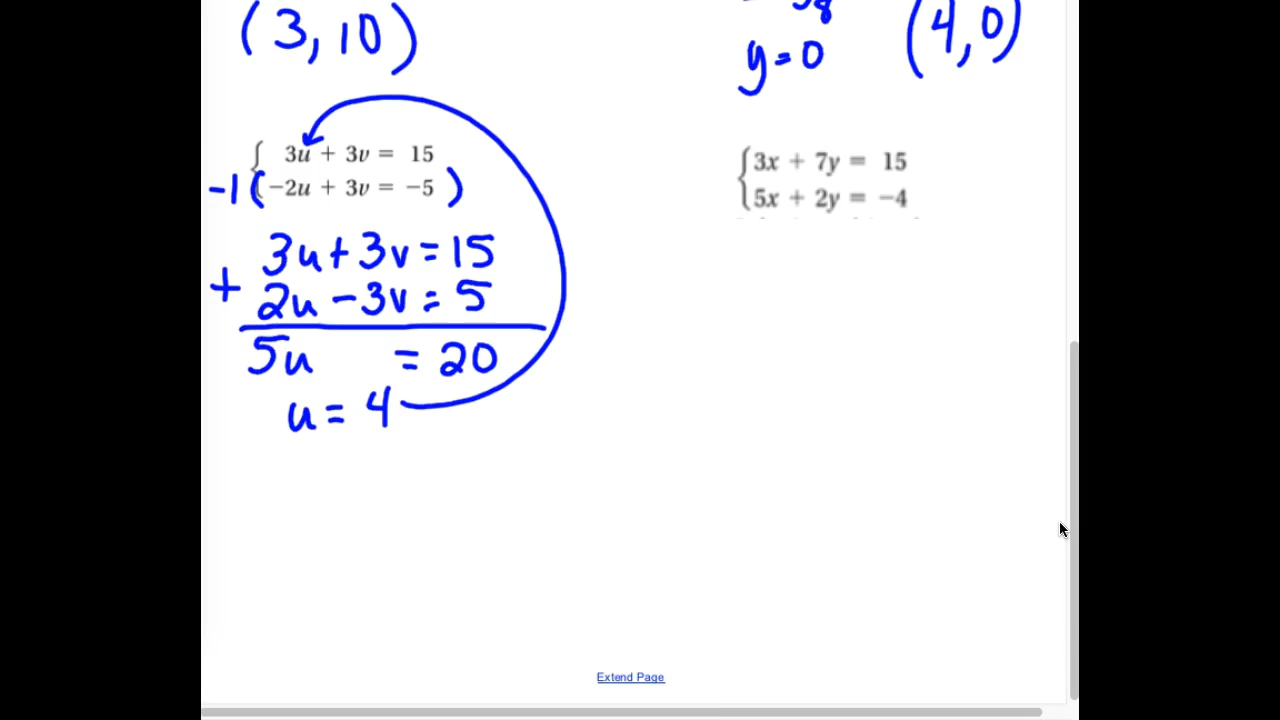 (3, 10)
y = 0
(4, 0)
3u + 3v = 15
-1(-2u + 3v = -5)
3u + 3v = 15
+ 2u - 3v = 5
5u = 20
u = 4
3x + 7y = 15
5x + 2y = -4
Extend Page